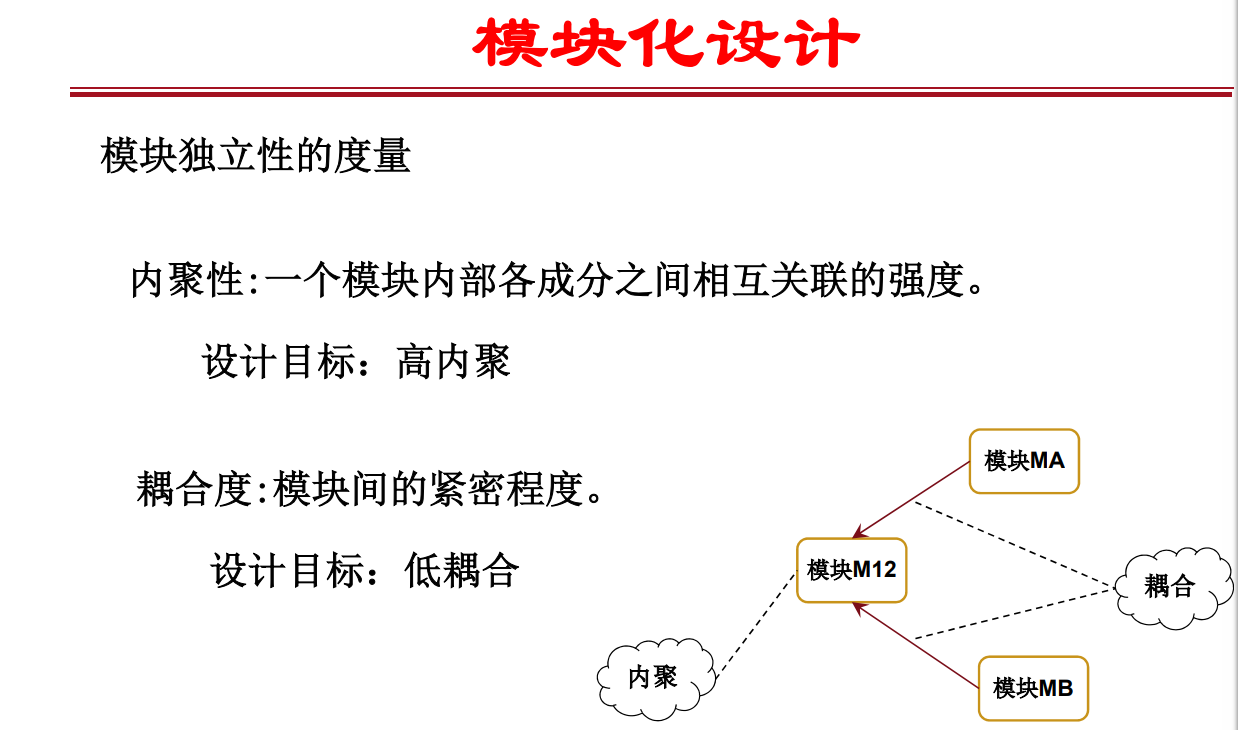 模块化设计
模块独立性的度量
内聚性:一个模块内部各成分之间相互关联的强度。
设计目标：高内聚
耦合度:模块间的紧密程度。
设计目标：低耦合
模块MA
模块M12
耦合
内聚
模块MB